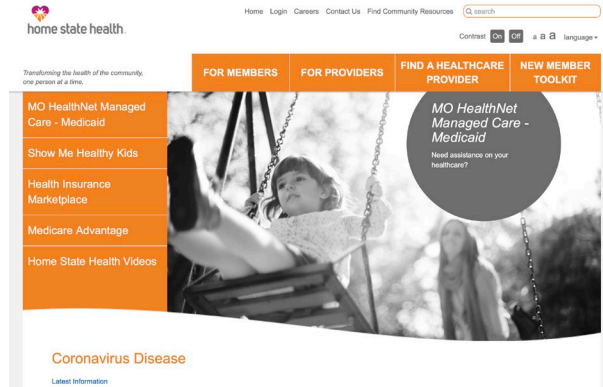 home state health.
Home Login Careers Contact Us Find Community Resources search
Contrast On Off a a a language
Transforming the health of the community,
one person at a time.
FOR MEMBERS
FOR PROVIDERS
FIND A HEALTHCARE
PROVIDER
NEW MEMBER
TOOLKIT
MO HealthNet Managed
Care - Medicaid
Show Me Healthy Kids
Health Insurance
Marketplace
Medicare Advantage
Home State Health Videos
MO HealthNet
Managed Care -
Medicaid
Need assistance on your
healthcare?
Coronavirus Disease
Latest Information